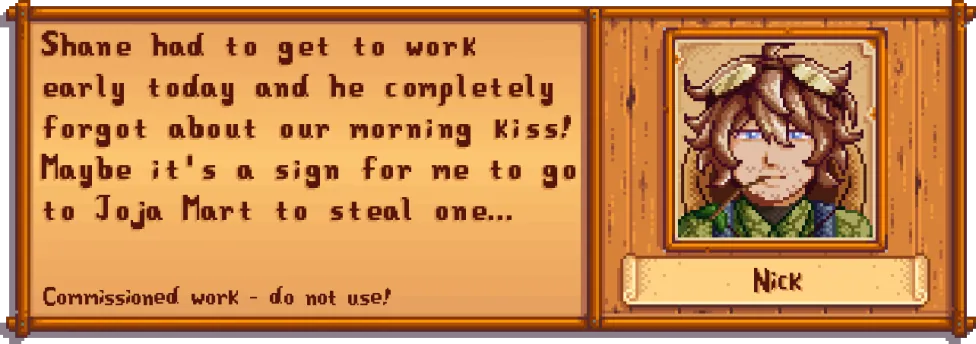 Shane had to get to work
early today and he completely
forgot about our morning kiss!
Maybe it's a sign for me to go
to Joja Mart to steal one...
Commissioned work - do not use!
Nick